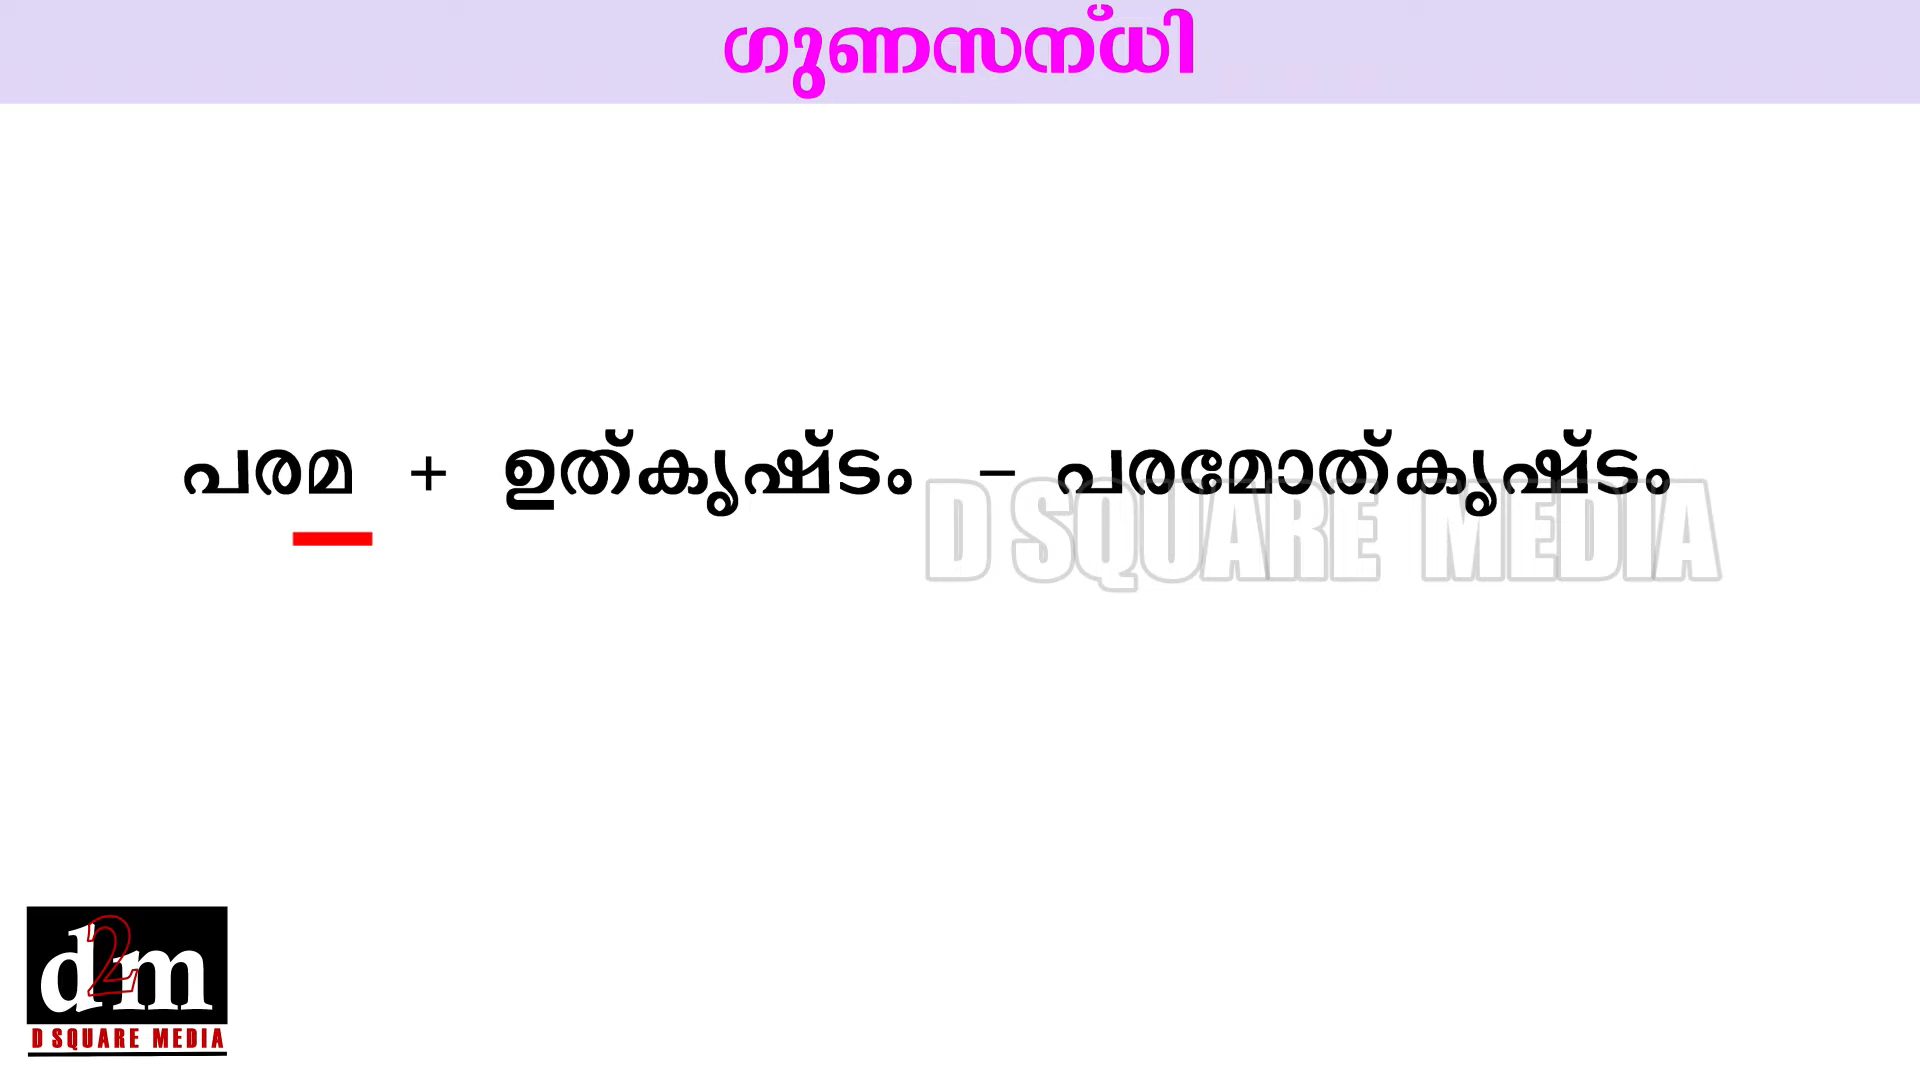 ഗുണസന്ധി
പരമ + ഉത്കൃഷ്ടം – പരമോത്കൃഷ്ടം
D SQUARE MEDIA
d2m
D SQUARE MEDIA